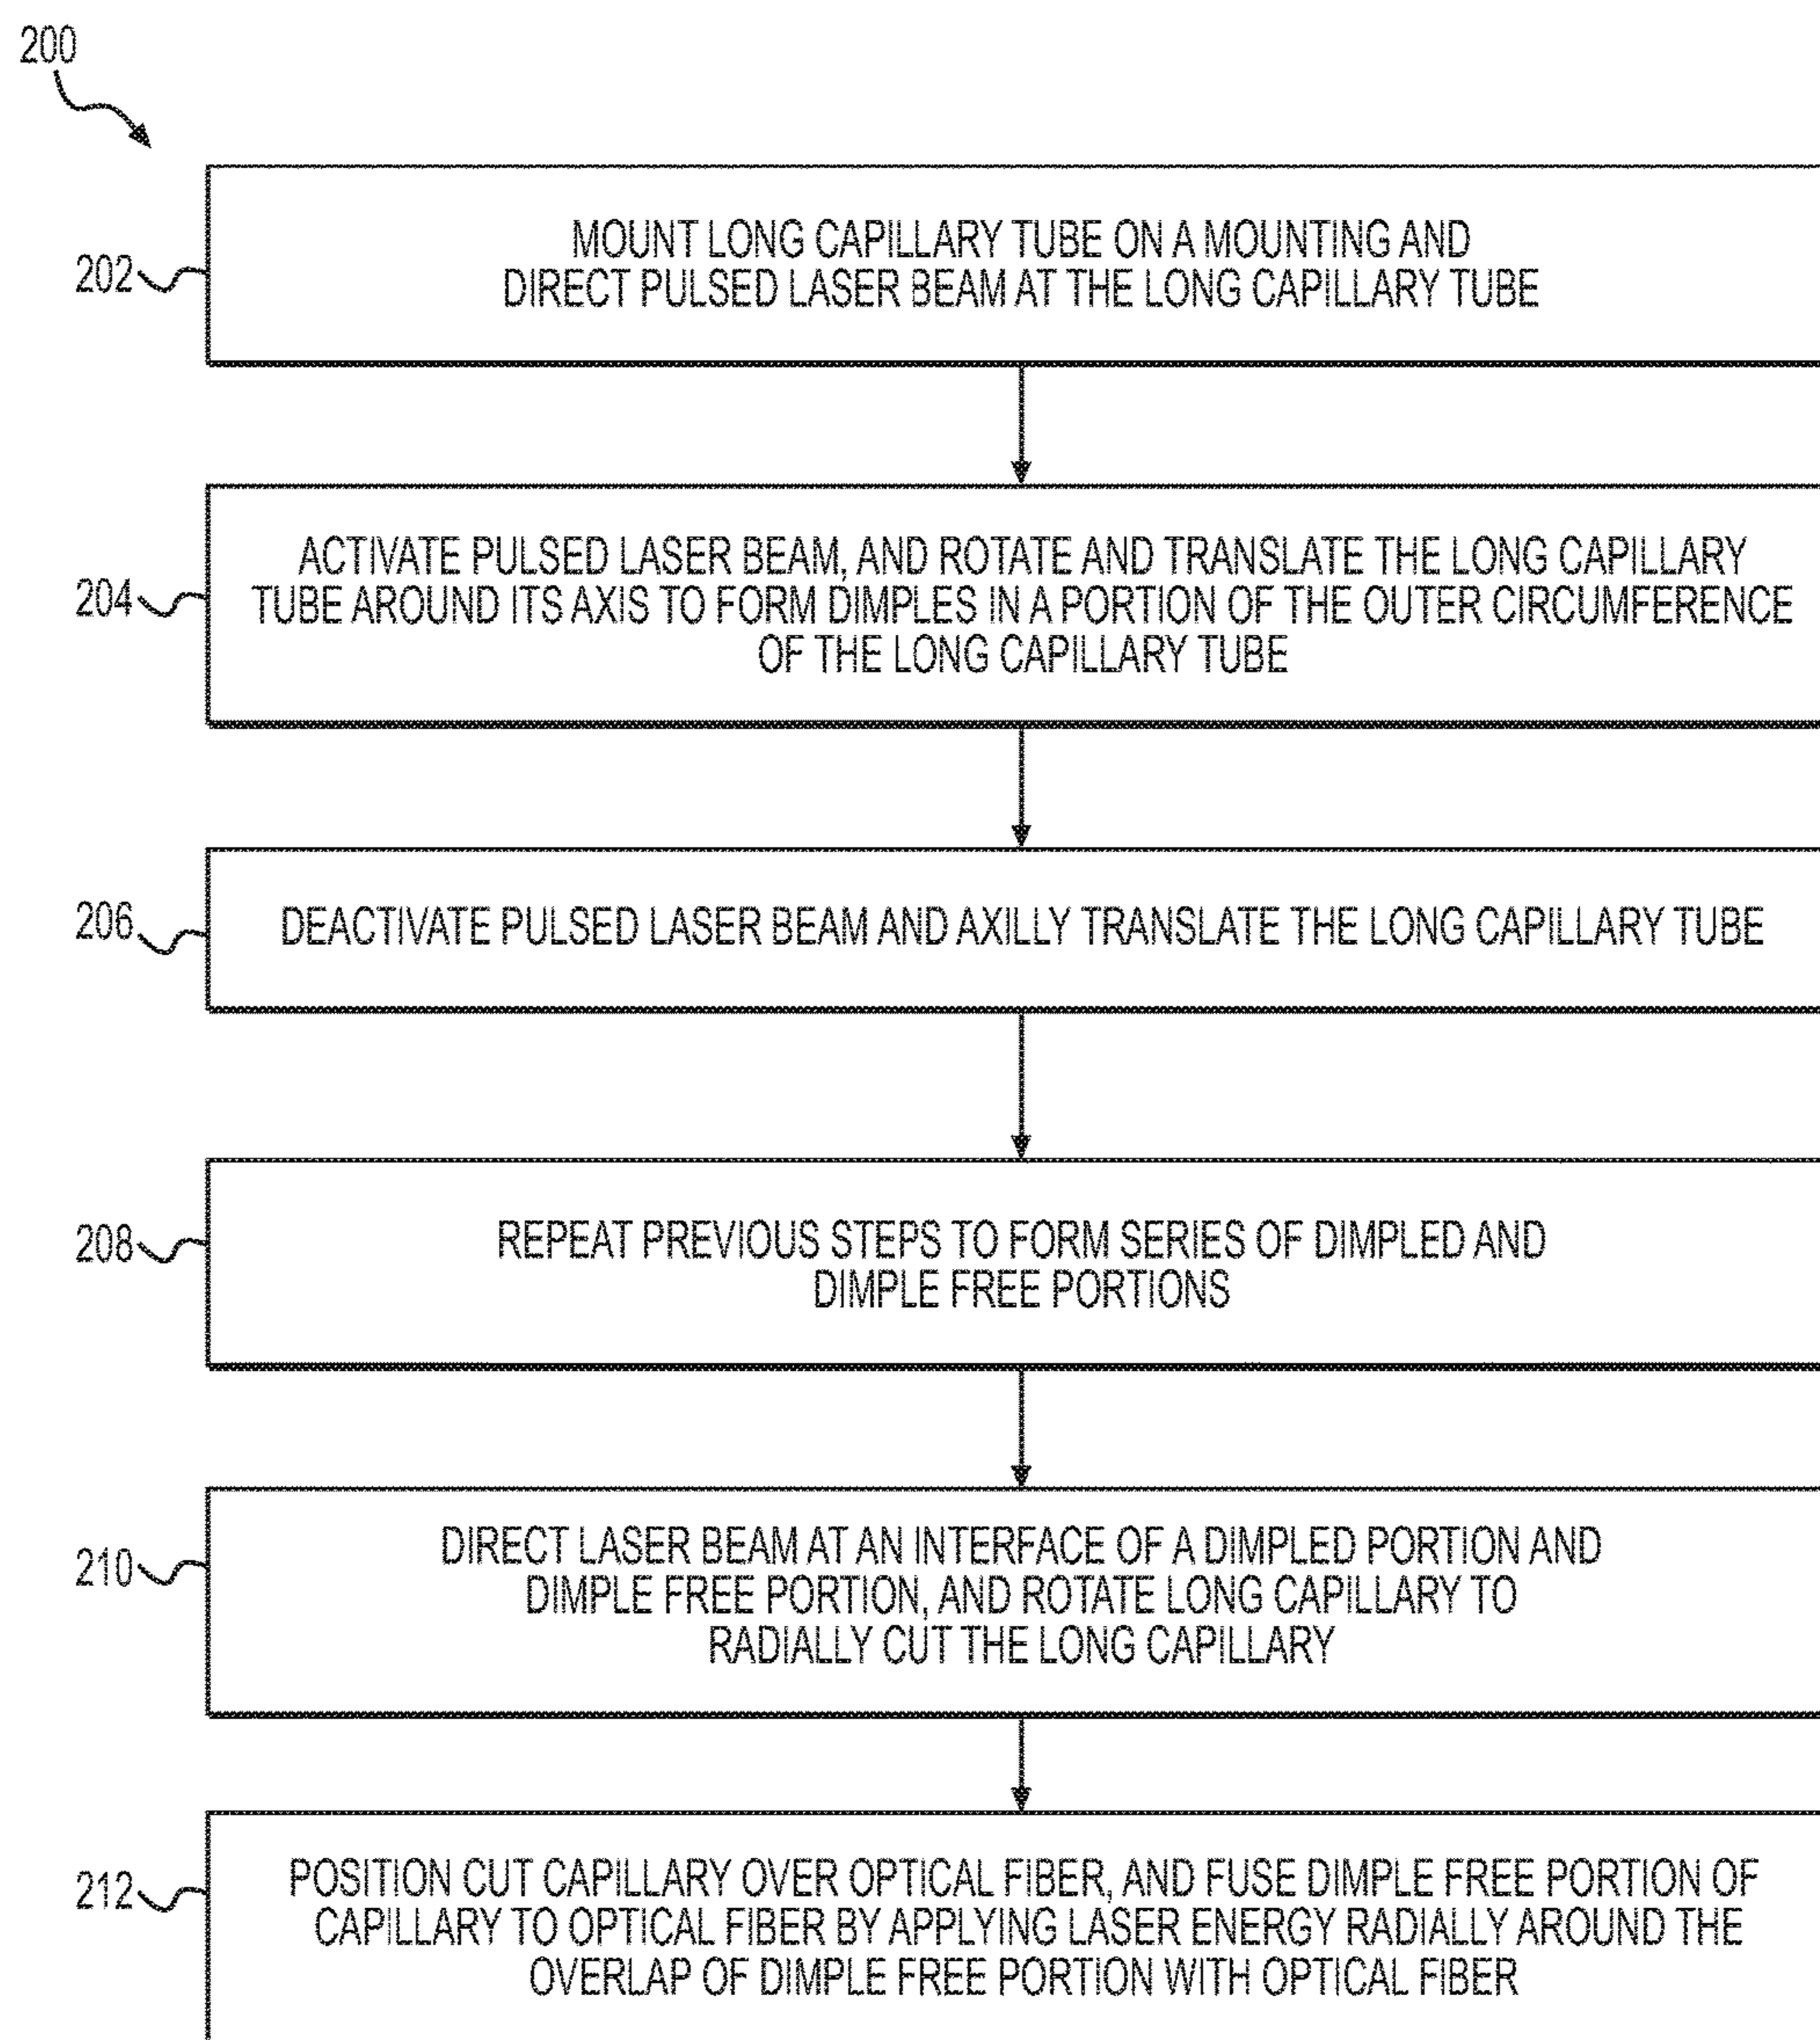 200
202
MOUNT LONG CAPILLARY TUBE ON A MOUNTING AND
DIRECT PULSED LASER BEAM AT THE LONG CAPILLARY TUBE
204
ACTIVATE PULSED LASER BEAM, AND ROTATE AND TRANSLATE THE LONG CAPILLARY
TUBE AROUND ITS AXIS TO FORM DIMPLES IN A PORTION OF THE OUTER CIRCUMFERENCE
OF THE LONG CAPILLARY TUBE
206
DEACTIVATE PULSED LASER BEAM AND AXILLY TRANSLATE THE LONG CAPILLARY TUBE
208
REPEAT PREVIOUS STEPS TO FORM SERIES OF DIMPLED AND
DIMPLE FREE PORTIONS
210
DIRECT LASER BEAM AT AN INTERFACE OF A DIMPLED PORTION AND
DIMPLE FREE PORTION, AND ROTATE LONG CAPILLARY TO
RADIALLY CUT THE LONG CAPILLARY
212
POSITION CUT CAPILLARY OVER OPTICAL FIBER, AND FUSE DIMPLE FREE PORTION OF
CAPILLARY TO OPTICAL FIBER BY APPLYING LASER ENERGY RADIALLY AROUND THE
OVERLAP OF DIMPLE FREE PORTION WITH OPTICAL FIBER